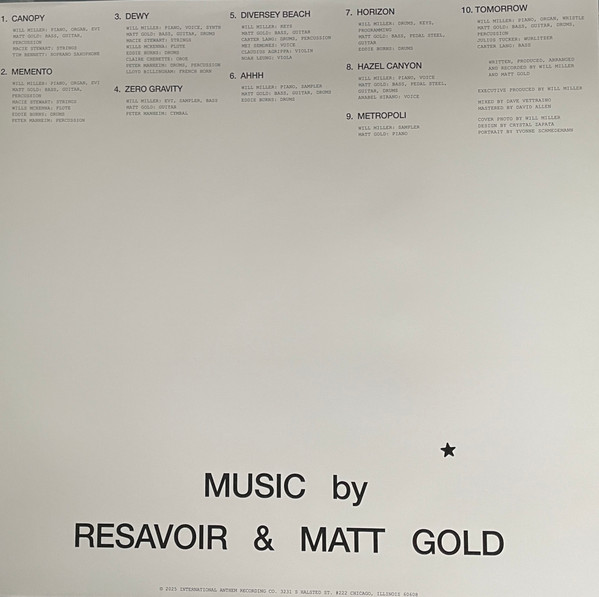 1. CANOPY
WILL MILLER: PIANO, ORGAN, EVI
MATT GOLD: BASS, GUITAR,
PERCUSSION
MACIE STEWART: STRINGS
TIM BENNETT: SOPRANO SAXOPHONE
2. MEMENTO
WILL MILLER: PIANO, ORGAN, EVI
MATT GOLD: BASS, GUITAR,
PERCUSSION
MACIE STEWART: STRINGS
WILLS MCKENNA: FLUTE
EDDIE BURNS: DRUMS
PETER MANHEIM: PERCUSSION
3. DEWY
WILL MILLER: PIANO, VOICE, SYNTH
MATT GOLD: BASS, GUITAR, DRUMS
MACIE STEWART: STRINGS
WILLS MCKENNA: FLUTE
EDDIE BURNS: DRUMS
CLAIRE CHENETTE: OBOE
PETER MANHEIM: DRUMS, PERCUSSION
LLOYD BILLINGHAM: FRENCH HORN
4. ZERO GRAVITY
WILL MILLER: EVI, SAMPLER, BASS
MATT GOLD: GUITAR
PETER MANHEIM: CYMBAL
5. DIVERSEY BEACH
WILL MILLER: KEYS
MATT GOLD: BASS, GUITAR
CARTER LANG: DRUMS, PERCUSSION
MEI SEMONES: VOICE
CLAUDIUS AGRIPPA: VIOLIN
NOAH LEONG: VIOLA
6. AHHH
WILL MILLER: PIANO, SAMPLER
MATT GOLD: BASS, GUITAR, DRUMS
EDDIE BURNS: DRUMS
7. HORIZON
WILL MILLER: DRUMS, KEYS,
PROGRAMMING
MATT GOLD: BASS, PEDAL STEEL,
GUITAR
EDDIE BURNS: DRUMS
8. HAZEL CANYON
WILL MILLER: PIANO, VOICE
MATT GOLD: BASS, PEDAL STEEL,
GUITAR, DRUMS
ANABEL HIRANO: VOICE
9. METROPOLI
WILL MILLER: SAMPLER
MATT GOLD: PIANO
10. TOMORROW
WILL MILLER: PIANO, ORGAN, WHISTLE
MATT GOLD: BASS, GUITAR, DRUMS,
PERCUSSION
JULIUS TUCKER: WURLITZER
CARTER LANG: BASS
WRITTEN, PRODUCED, ARRANGED
AND RECORDED BY WILL MILLER
AND MATT GOLD
EXECUTIVE PRODUCED BY WILL MILLER
MIXED BY DAVE VETTRAINO
MASTERED BY DAVID ALLEN
COVER PHOTO BY WILL MILLER
DESIGN BY CRYSTAL ZAPATA
PORTRAIT BY YVONNE SCHMEDEMANN
MUSIC by
RESAVOIR & MATT GOLD
© 2025 INTERNATIONAL ANTHEM RECORDING CO. 3231 S HALSTED ST. #222 CHICAGO, ILLINOIS 60608